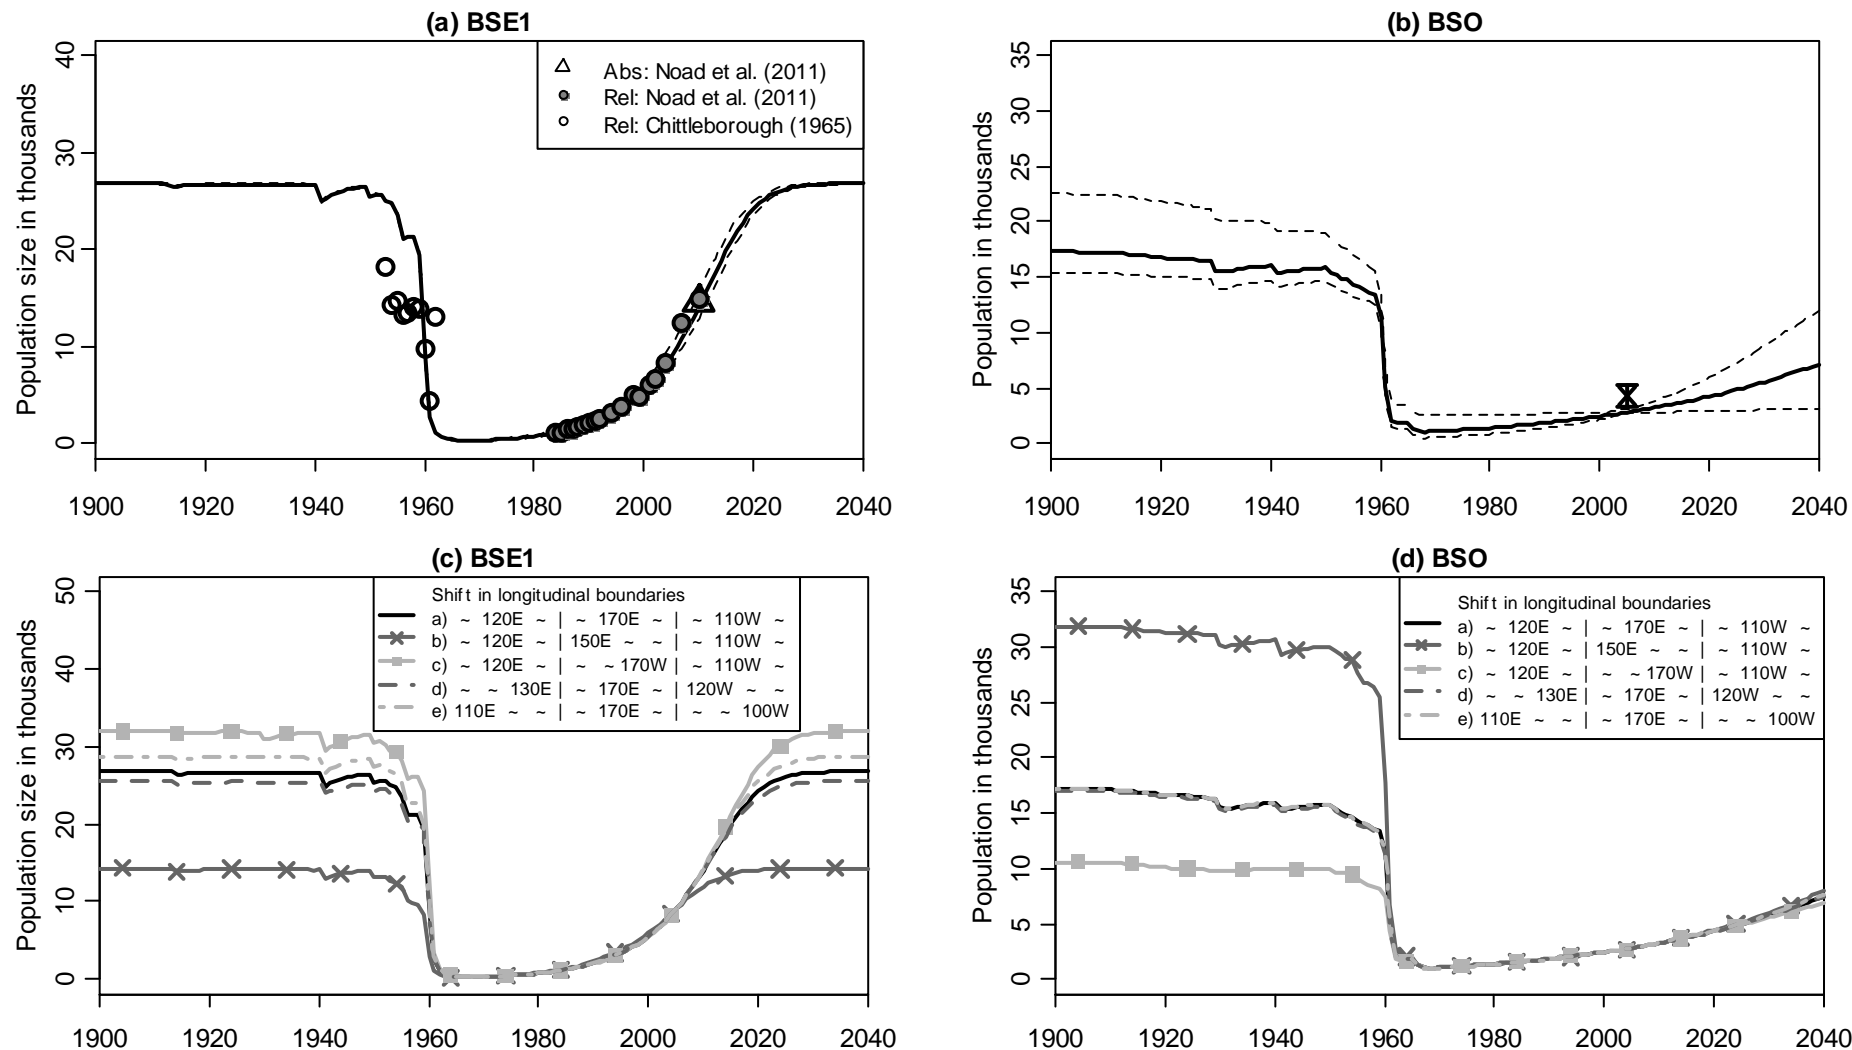 (a) BSE1
Population size in thousands
40
30
20
10
0
Abs: Noad et al. (2011)
Rel: Noad et al. (2011)
Rel: Chittleborough (1965)
1900 1920 1940 1960 1980 2000 2020 2040
(b) BSO
Population in thousands
35
30
25
20
15
10
5
0
1900 1920 1940 1960 1980 2000 2020 2040
(c) BSE1
Population size in thousands
50
40
30
20
10
0
Shift in longitudinal boundaries
a) ~ 120E ~ | ~ 170E ~ | ~ 110W ~
b) ~ 120E ~ | 150E ~ ~ | ~ 110W ~
c) ~ 120E ~ | ~ ~ 170W | ~ 110W ~
d) ~ ~ 130E | ~ 170E ~ | 120W ~ ~
e) 110E ~ ~ | ~ 170E ~ | ~ ~ 100W
1900 1920 1940 1960 1980 2000 2020 2040
(d) BSO
Population in thousands
35
30
25
20
15
10
5
0
Shift in longitudinal boundaries
a) ~ 120E ~ | ~ 170E ~ | ~ 110W ~
b) ~ 120E ~ | 150E ~ ~ | ~ 110W ~
c) ~ 120E ~ | ~ ~ 170W | ~ 110W ~
d) ~ ~ 130E | ~ 170E ~ | 120W ~ ~
e) 110E ~ ~ | ~ 170E ~ | ~ ~ 100W
1900 1920 1940 1960 1980 2000 2020 2040